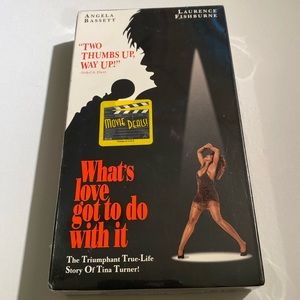 ANGELA
BASSETT
LAURENCE
FISHBURNE
"TWO
THUMBS UP,
WAY UP!"
MOVIE
DEALS!
What's
love
got to do
with it
The Triumphant True-Life
Story Of Tina Turner!